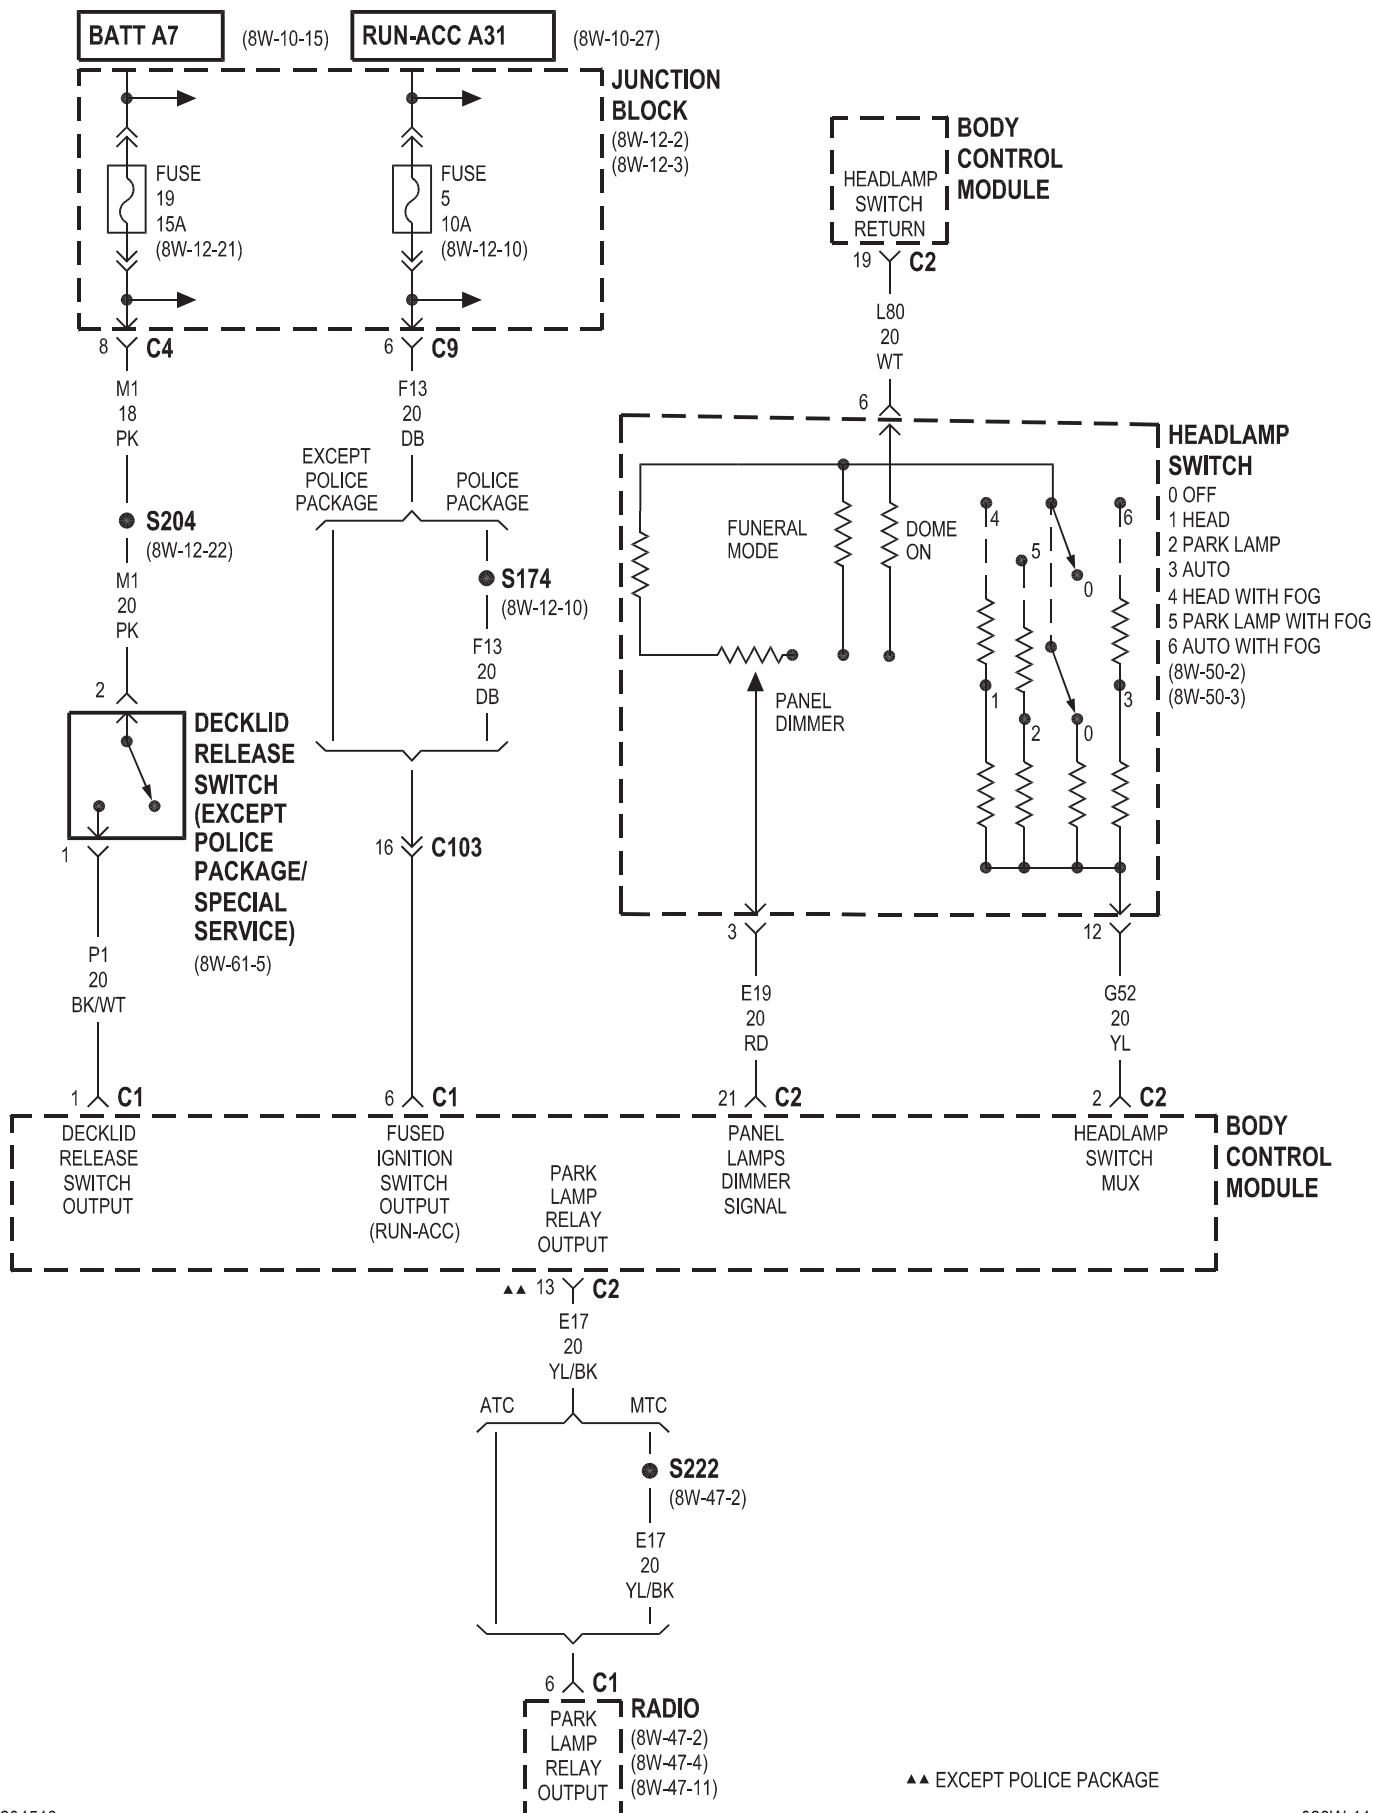 BATT A7
(8W-10-15)
RUN-ACC A31
(8W-10-27)
JUNCTION
BLOCK
(8W-12-2)
(8W-12-3)
FUSE
19
15A
(8W-12-21)
FUSE
5
10A
(8W-12-10)
BODY
CONTROL
MODULE
HEADLAMP
SWITCH
RETURN
19
C2
L80
20
WT
6
8
C4
6
C9
M1
18
PK
F13
20
DB
EXCEPT
POLICE
PACKAGE
POLICE
PACKAGE
S204
(8W-12-22)
M1
20
PK
S174
(8W-12-10)
F13
20
DB
HEADLAMP
SWITCH
0 OFF
1 HEAD
2 PARK LAMP
3 AUTO
4 HEAD WITH FOG
5 PARK LAMP WITH FOG
6 AUTO WITH FOG
(8W-50-2)
(8W-50-3)
FUNERAL
MODE
DOME
ON
4
5
0
6
1
2
0
3
PANEL
DIMMER
2
DECKLID
RELEASE
SWITCH
(EXCEPT
POLICE
PACKAGE/
SPECIAL
SERVICE)
(8W-61-5)
1
16
C103
P1
20
BK/WT
3
12
E19
20
RD
G52
20
YL
1
C1
6
C1
21
C2
2
C2
DECKLID
RELEASE
SWITCH
OUTPUT
FUSED
IGNITION
SWITCH
OUTPUT
(RUN-ACC)
PARK
LAMP
RELAY
OUTPUT
PANEL
LAMPS
DIMMER
SIGNAL
HEADLAMP
SWITCH
MUX
BODY
CONTROL
MODULE
▲▲ 13
C2
E17
20
YL/BK
ATC
MTC
S222
(8W-47-2)
E17
20
YL/BK
6
C1
PARK
LAMP
RELAY
OUTPUT
RADIO
(8W-47-2)
(8W-47-4)
(8W-47-11)
▲▲ EXCEPT POLICE PACKAGE